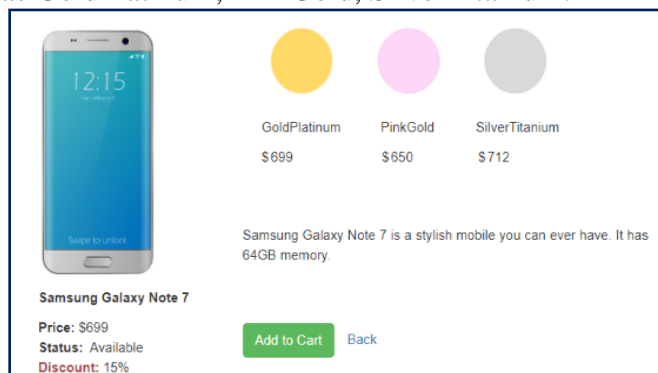 12:15
Swipe to unlock
GoldPlatinum PinkGold SilverTitanium
$699 $650 $712
Samsung Galaxy Note 7 is a stylish mobile you can ever have. It has
64GB memory.
Samsung Galaxy Note 7
Price: $699
Status: Available
Discount: 15%
Add to Cart Back